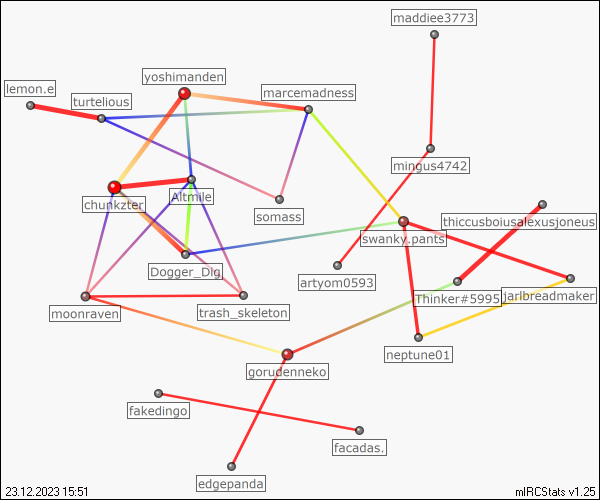 maddiee3773
yoshimanden
lemon.e
marcemadness
turtelious
mingus4742
Altmile
chunkzter
somass
thiccusboiusalexusjoneus
swanky.pants
Dogger_Dig
artyom0593
Thinker#5995
jarlbreadmaker
moonraven
trash_skeleton
neptune01
gorudenneko
fakedingo
facadas.
edgepanda
23.12.2023 15:51
mIRCStats v1.25